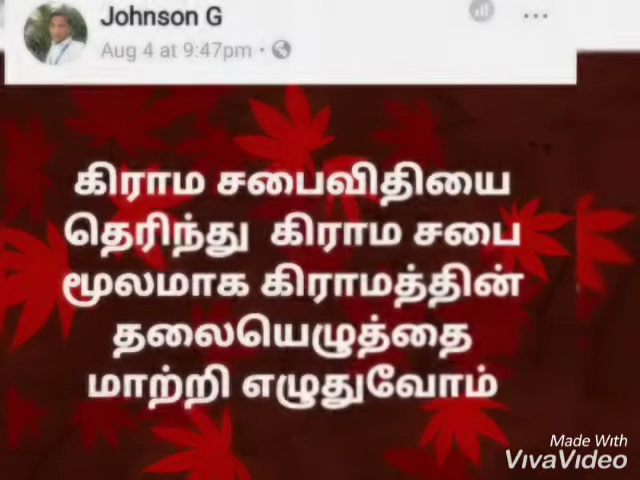 Johnson G
Aug 4 at 9:47pm
கிராம சபைவிதியை
தெரிந்து கிராம சபை
மூலமாக கிராமத்தின்
தலையெழுத்தை
மாற்றி எழுதுவோம்
Made With
VivaVideo